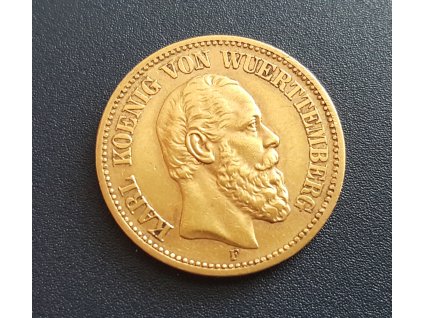 KARL KOENIG VON WUERTTEMBERG
F